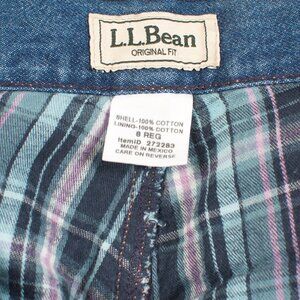 L.L.Bean
ORIGINAL FIT
SHELL-100% COTTON
LINING-100% COTTON
8 REG
ItemID 272283
MADE IN MEXICO
CARE ON REVERSE